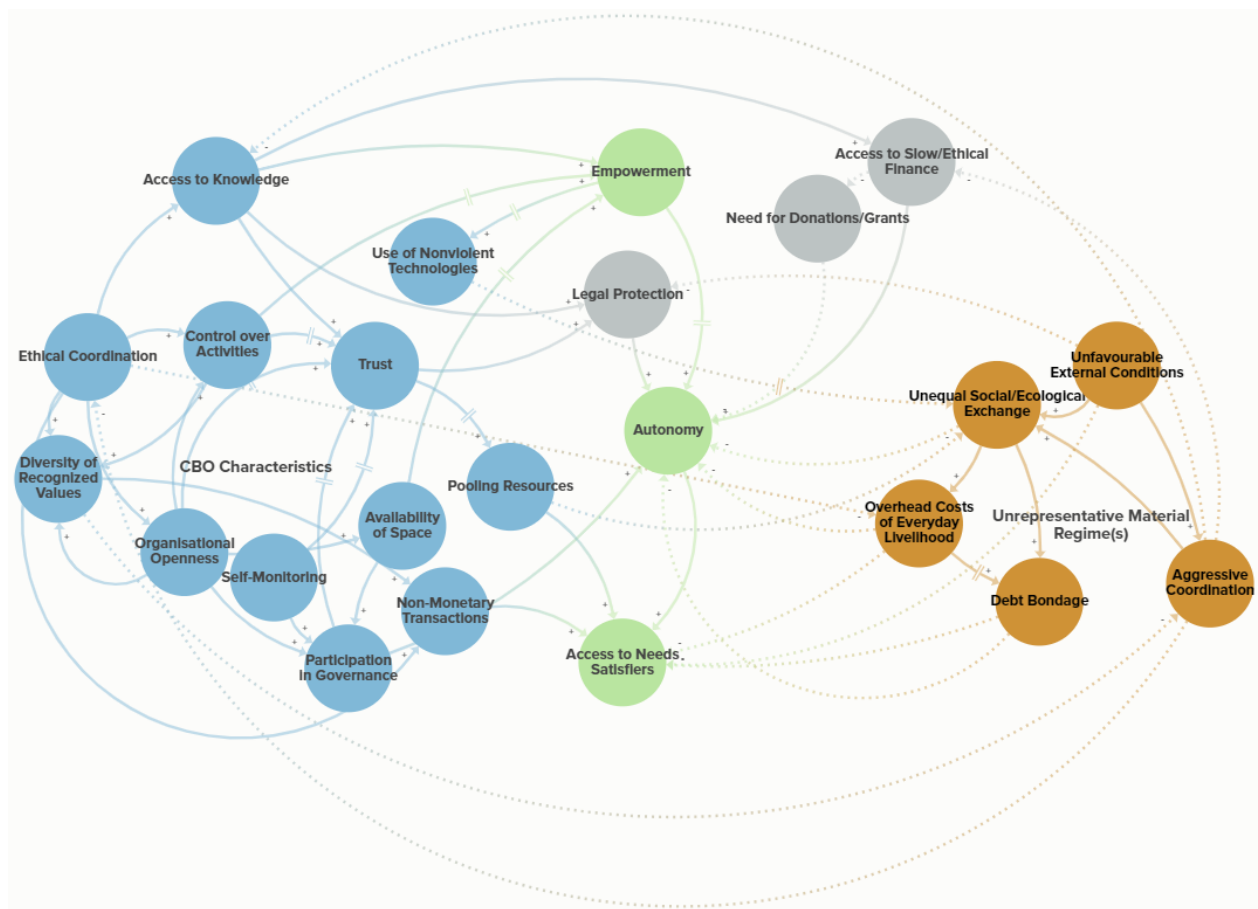 Access to Knowledge
Empowerment
Access to Slow/Ethical
Finance
Need for Donations/Grants
Use of Nonviolent
Technologies
Legal Protection
Ethical Coordination
Control over
Activities
Trust
Unfavourable
External Conditions
Unequal Social/Ecological
Exchange
Autonomy
CBO Characteristics
Diversity of
Recognized
Values
Pooling Resources
Availability
of Space
Overhead Costs
of Everyday
Livelihood
Unrepresentative Material
Regime(s)
Organisational
Openness
Self-Monitoring
Non-Monetary
Transactions
Debt Bondage
Aggressive
Coordination
Participation
in Governance
Access to Needs
Satisfiers